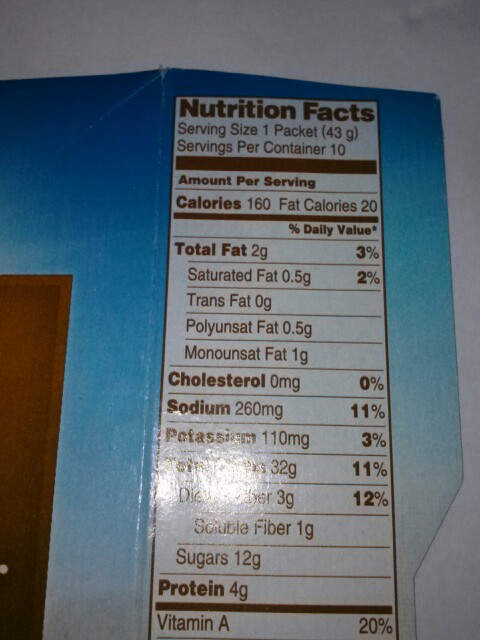 Nutrition Facts
Serving Size 1 Packet (43 g)
Servings Per Container 10
Amount Per Serving
Calories 160 Fat Calories 20
% Daily Value*
Total Fat 2g 3%
Saturated Fat 0.5g 2%
Trans Fat 0g
Polyunsat Fat 0.5g
Monounsat Fat 1g
Cholesterol 0mg 0%
Sodium 260mg 11%
Potassium 110mg 3%
Total 32g 11%
Fiber 3g 12%
Soluble Fiber 1g
Sugars 12g
Protein 4g
Vitamin A 20%